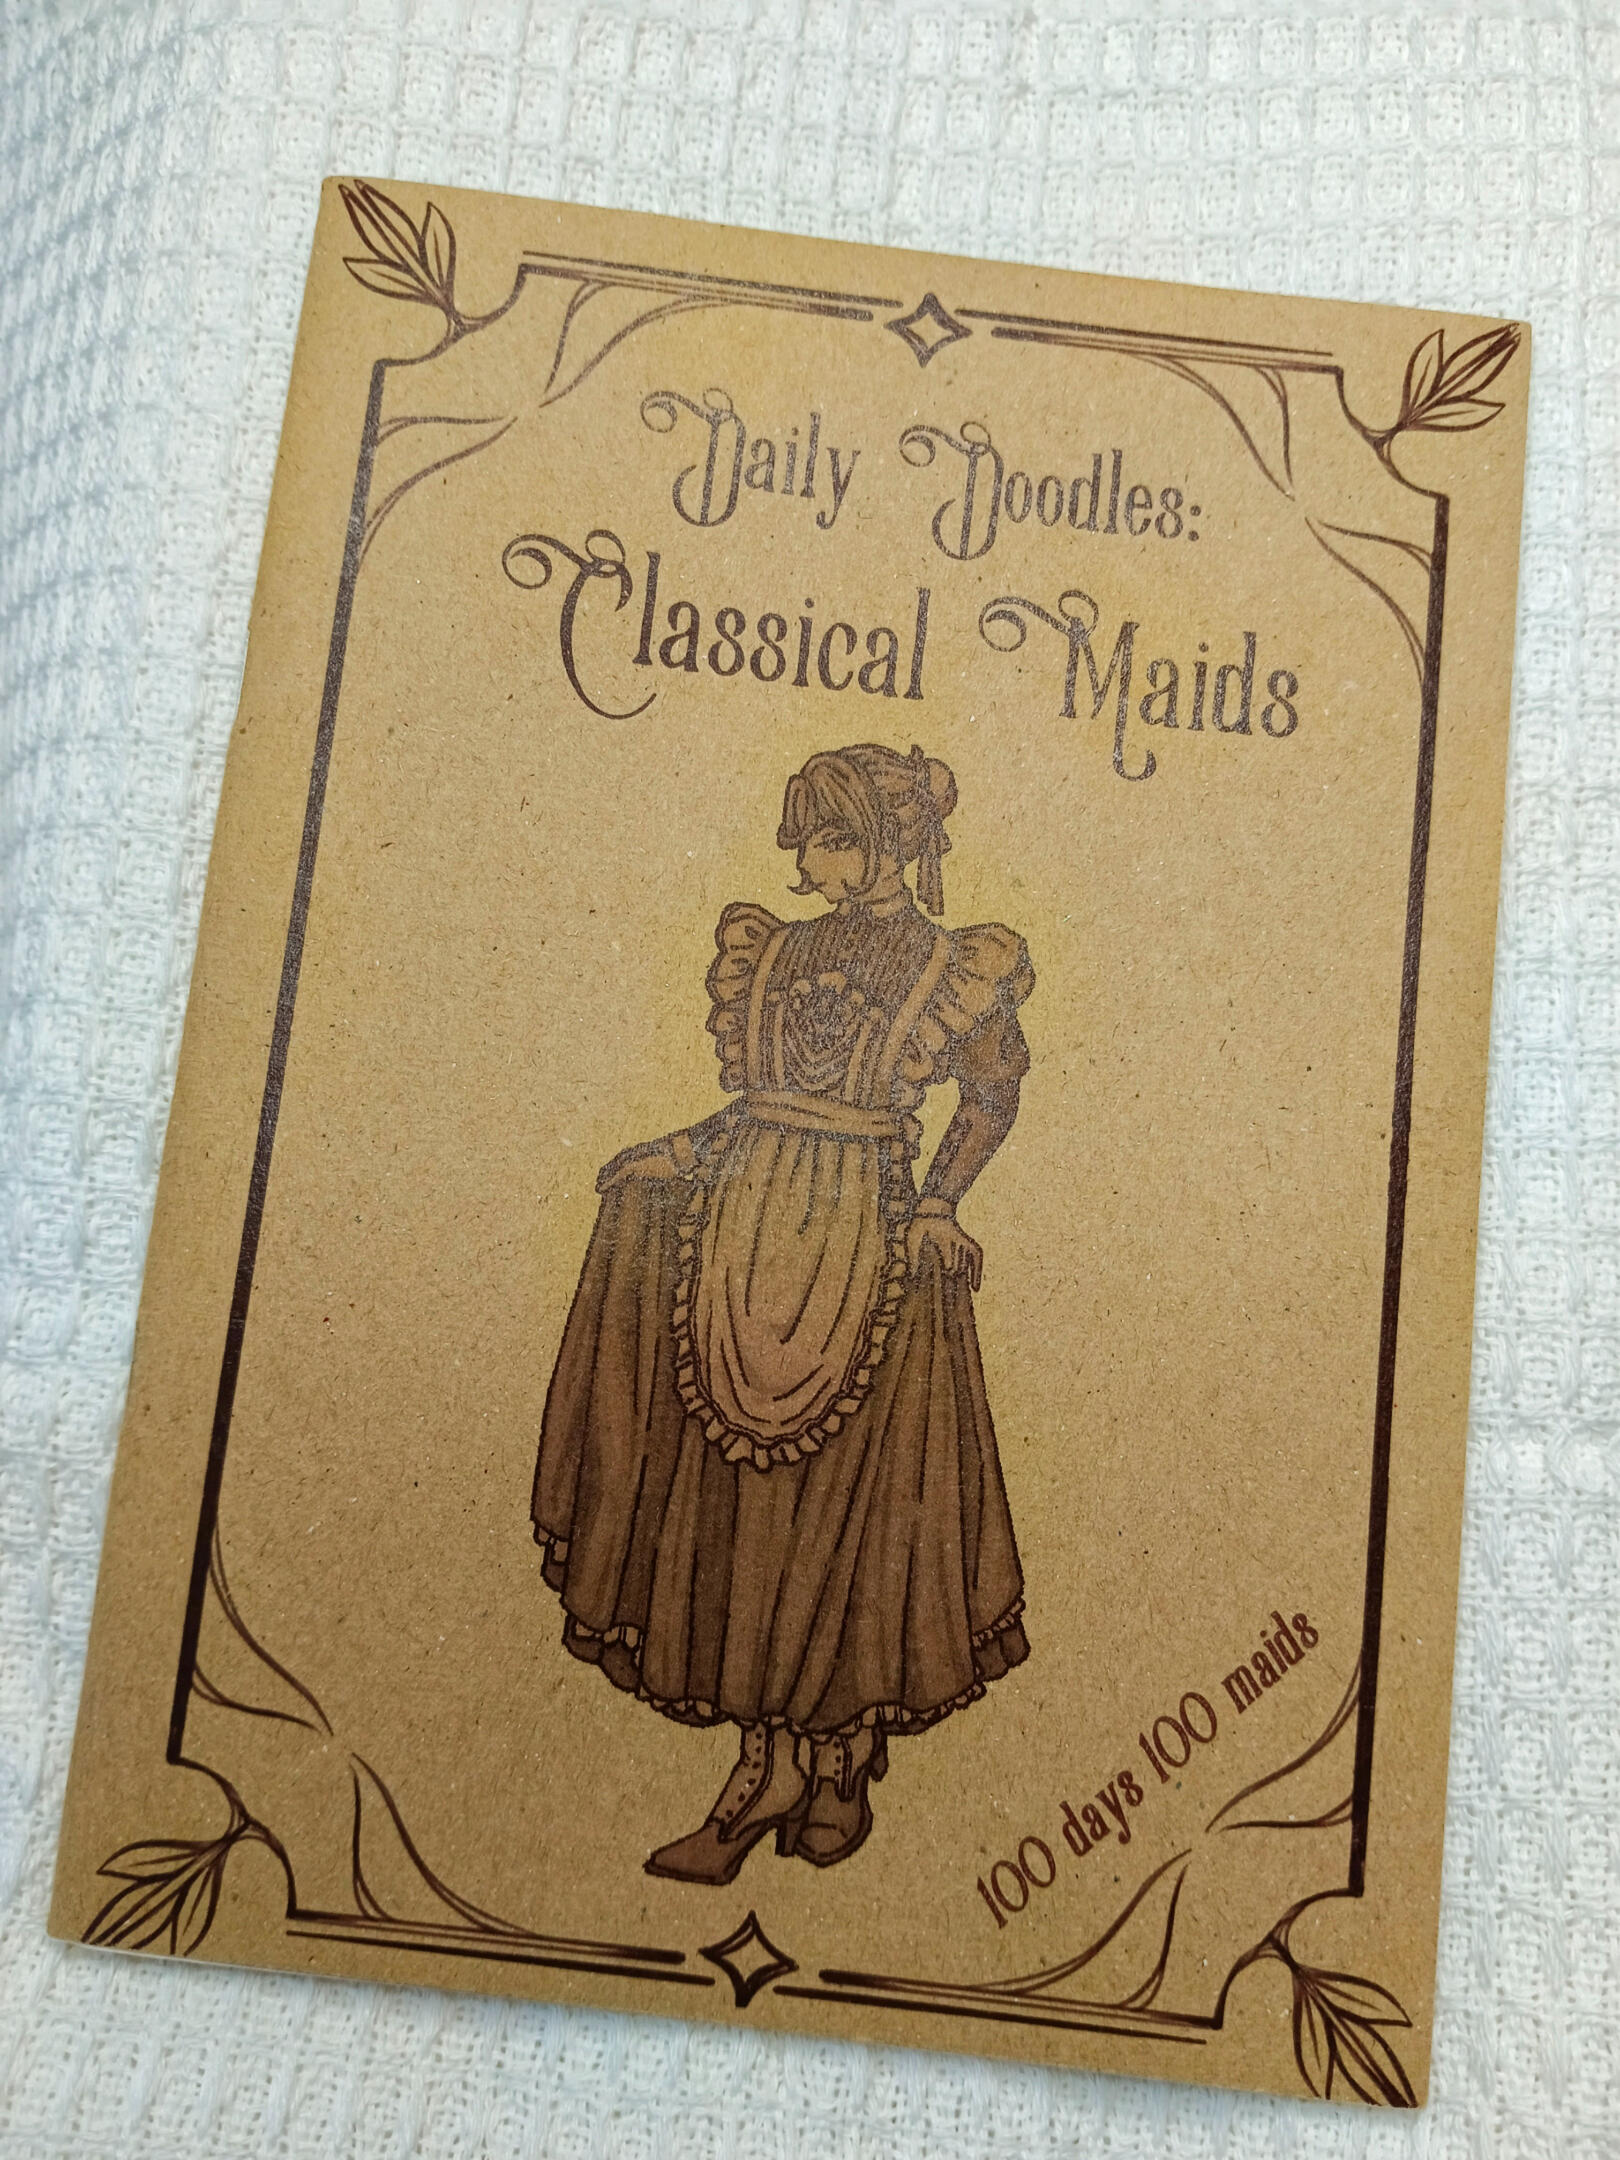 Daily Doodles:
Classical Maids
100 days 100 maids